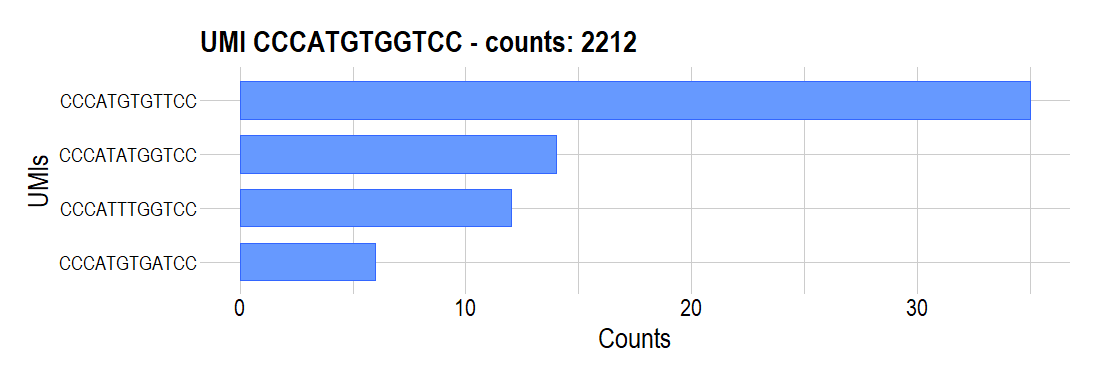 UMI CCCATGTGGTCC - counts: 2212
UMIs
CCCATGTGTTCC
CCCATATGGTCC
CCCATTTGGTCC
CCCATGTGATCC
0 10 20 30
Counts